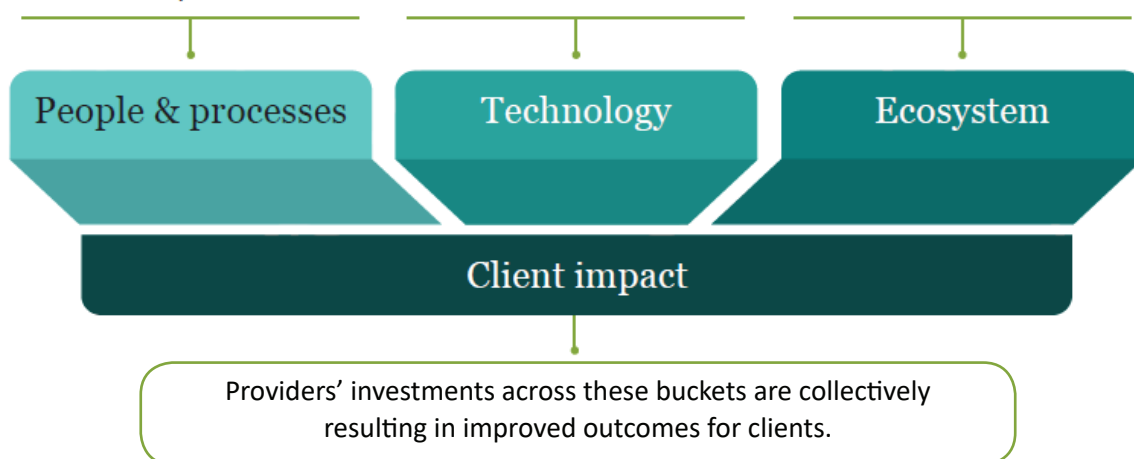 People & processes
Technology
Ecosystem
Client impact
Providers’ investments across these buckets are collectively
resulting in improved outcomes for clients.